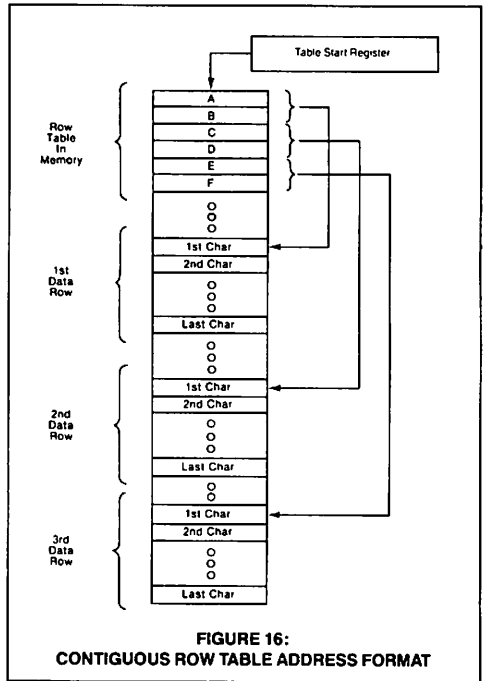 Table Start Register
A
B
C
D
E
F
Row
Table
In
Memory
1st Char
2nd Char
Last Char
1st
Data
Row
1st Char
2nd Char
Last Char
2nd
Data
Row
1st Char
2nd Char
Last Char
3rd
Data
Row
FIGURE 16:
CONTIGUOUS ROW TABLE ADDRESS FORMAT